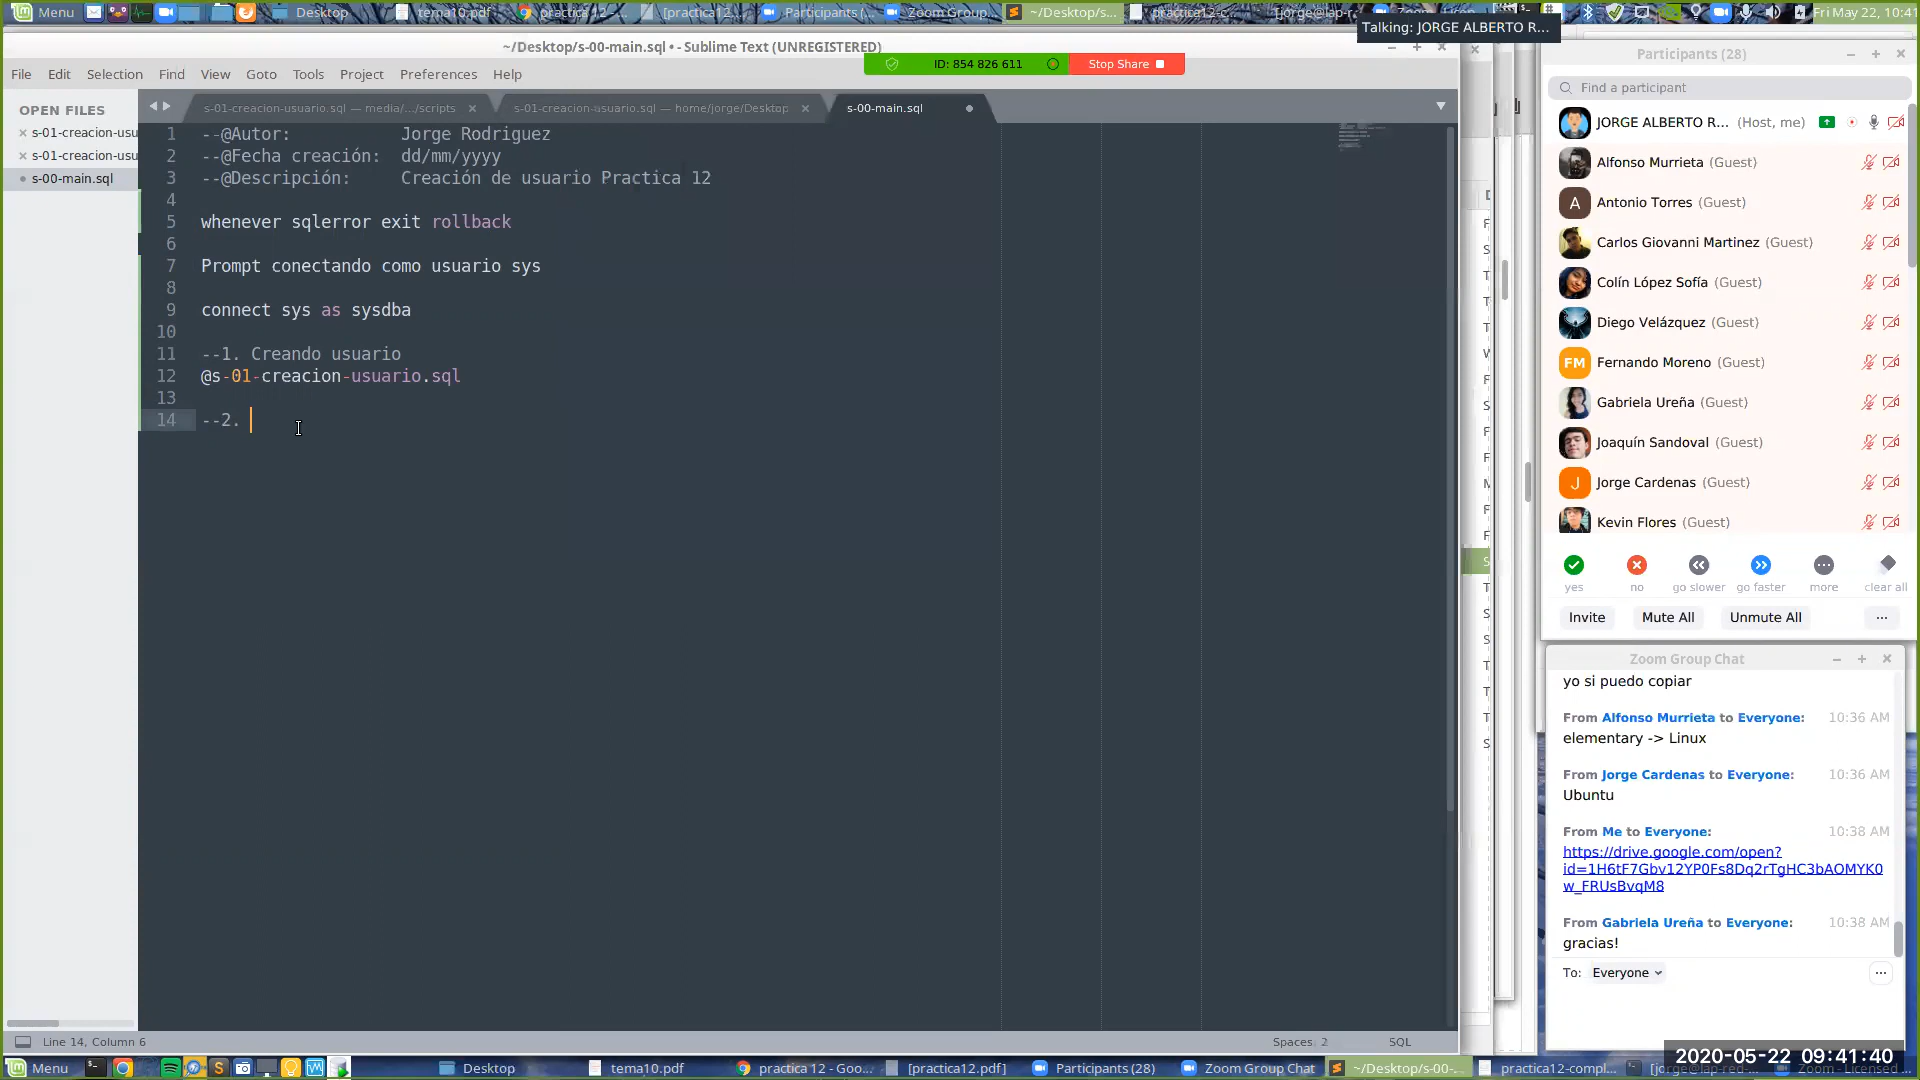 Menu
Desktop
tema10.pdf
practica 12 - ...
[practica12....
Participants (...
Zoom Group...
~/Desktop/s...
practica12-c...
[jorge@lap-r...
Fri May 22, 10:41
Talking: JORGE ALBERTO R...
~/Desktop/s-00-main.sql • - Sublime Text (UNREGISTERED)
ID: 854 826 611
Stop Share
File Edit Selection Find View Goto Tools Project Preferences Help
OPEN FILES
s-01-creacion-usu
s-01-creacion-usu
s-00-main.sql
s-01-creacion-usuario.sql — media/.../scripts
s-01-creacion-usuario.sql — home/jorge/Desktop
s-00-main.sql
1 --@Autor: Jorge Rodriguez
2 --@Fecha creación: dd/mm/yyyy
3 --@Descripción: Creación de usuario Practica 12
4
5 whenever sqlerror exit rollback
6
7 Prompt conectando como usuario sys
8
9 connect sys as sysdba
10
11 --1. Creando usuario
12 @s-01-creacion-usuario.sql
13
14 --2.
Line 14, Column 6
Spaces: 2
SQL
Participants (28)
Find a participant
JORGE ALBERTO R... (Host, me)
Alfonso Murrieta (Guest)
A Antonio Torres (Guest)
Carlos Giovanni Martinez (Guest)
Colín López Sofía (Guest)
Diego Velázquez (Guest)
FM Fernando Moreno (Guest)
Gabriela Ureña (Guest)
Joaquín Sandoval (Guest)
J Jorge Cardenas (Guest)
Kevin Flores (Guest)
yes no go slower go faster more clear all
Invite Mute All Unmute All ...
Zoom Group Chat
yo si puedo copiar
From Alfonso Murrieta to Everyone: 10:36 AM
elementary -> Linux
From Jorge Cardenas to Everyone: 10:36 AM
Ubuntu
From Me to Everyone: 10:38 AM
https://drive.google.com/open?
id=1H6tF7Gbv12YP0Fs8Dq2rTgHC3bAOMYK0
w_FRUsBvqM8
From Gabriela Ureña to Everyone: 10:38 AM
gracias!
To: Everyone
2020-05-22 09:41:40
Menu
Desktop
tema10.pdf
practica 12 - Goo...
[practica12.pdf]
Participants (28)
Zoom Group Chat
~/Desktop/s-00-...
practica12-compl...
[jorge@lap-red-...
Zoom - Licensed ...